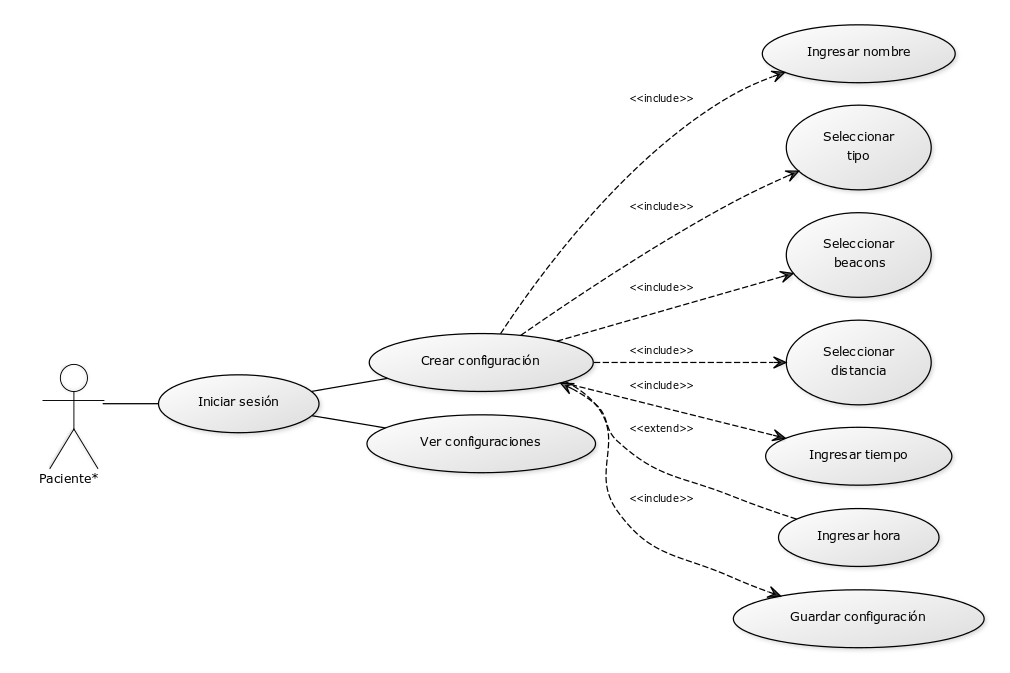 Ingresar nombre
<<include>>
Seleccionar
tipo
<<include>>
Seleccionar
beacons
<<include>>
Crear configuración
<<include>>
Seleccionar
distancia
<<include>>
Iniciar sesión
<<extend>>
Ver configuraciones
Ingresar tiempo
Paciente*
<<include>>
Ingresar hora
Guardar configuración